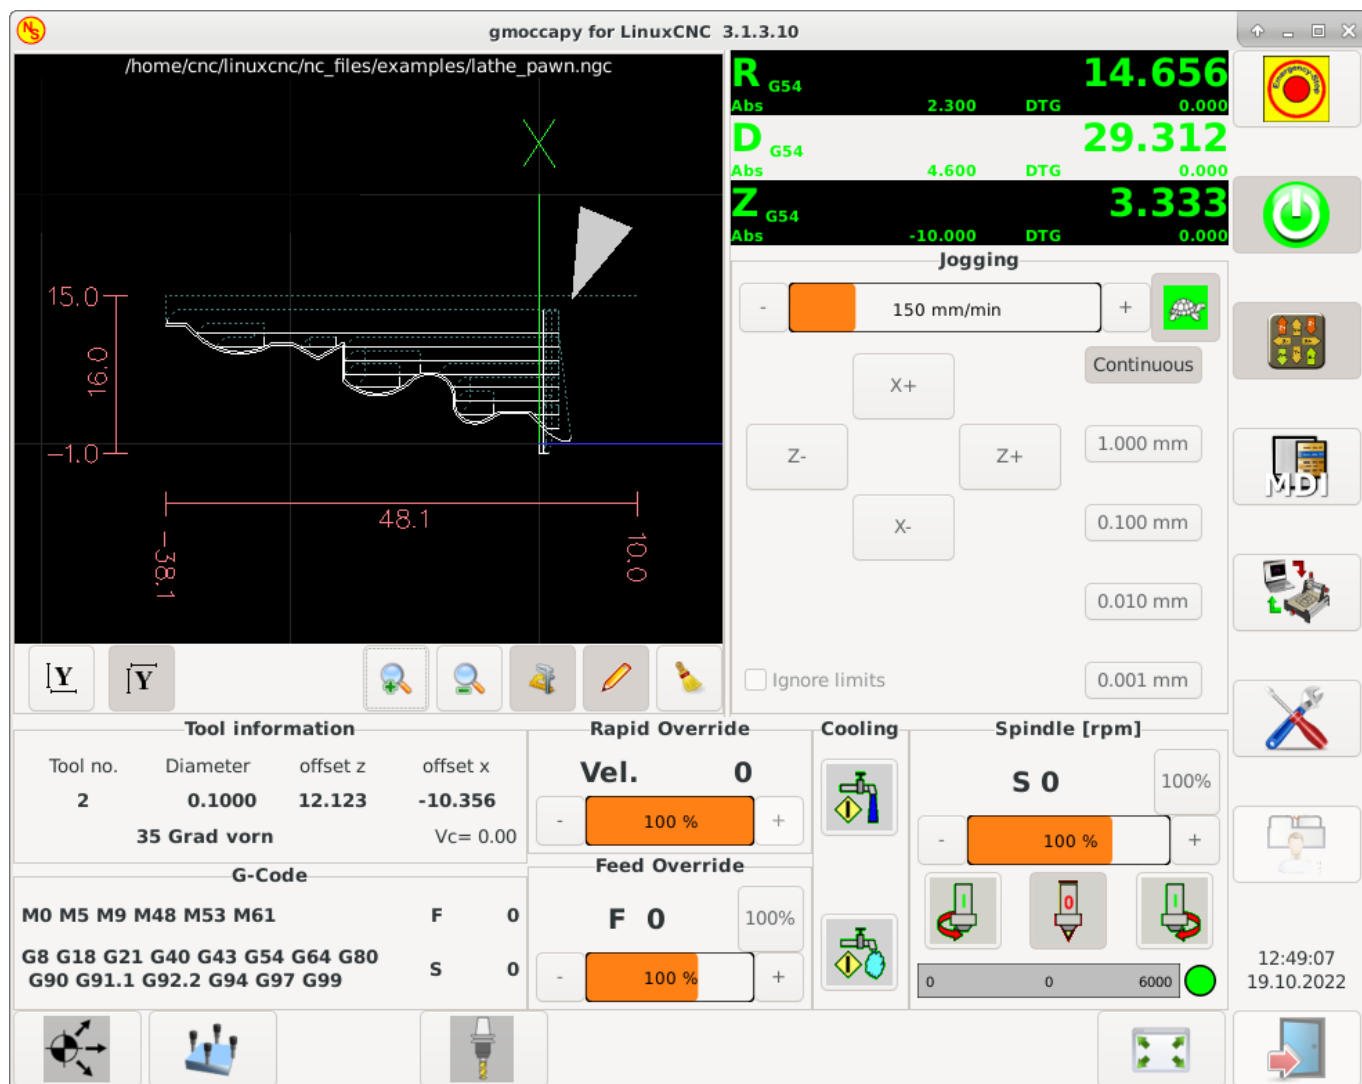 gmoccapy for LinuxCNC 3.1.3.10
/home/cnc/linuxcnc/nc_files/examples/lathe_pawn.ngc
15.0
16.0
-1.0
48.1
-38.1
10.0
R G54 14.656
Abs 2.300 DTG 0.000
D G54 29.312
Abs 4.600 DTG 0.000
Z G54 3.333
Abs -10.000 DTG 0.000
Emergency-Stop
Jogging
- 150 mm/min +
Continuous
X+
Z- Z+
X-
1.000 mm
0.100 mm
0.010 mm
0.001 mm
Ignore limits
MDI
Y Y
Tool information
Tool no. Diameter offset z offset x
2 0.1000 12.123 -10.356
35 Grad vorn Vc= 0.00
G-Code
M0 M5 M9 M48 M53 M61 F 0
G8 G18 G21 G40 G43 G54 G64 G80
G90 G91.1 G92.2 G94 G97 G99
S 0
Rapid Override
Vel. 0
- 100 % +
Feed Override
F 0 100%
- 100 % +
Cooling
Spindle [rpm]
S 0 100%
- 100 % +
I 0 I
0 0 6000
12:49:07
19.10.2022